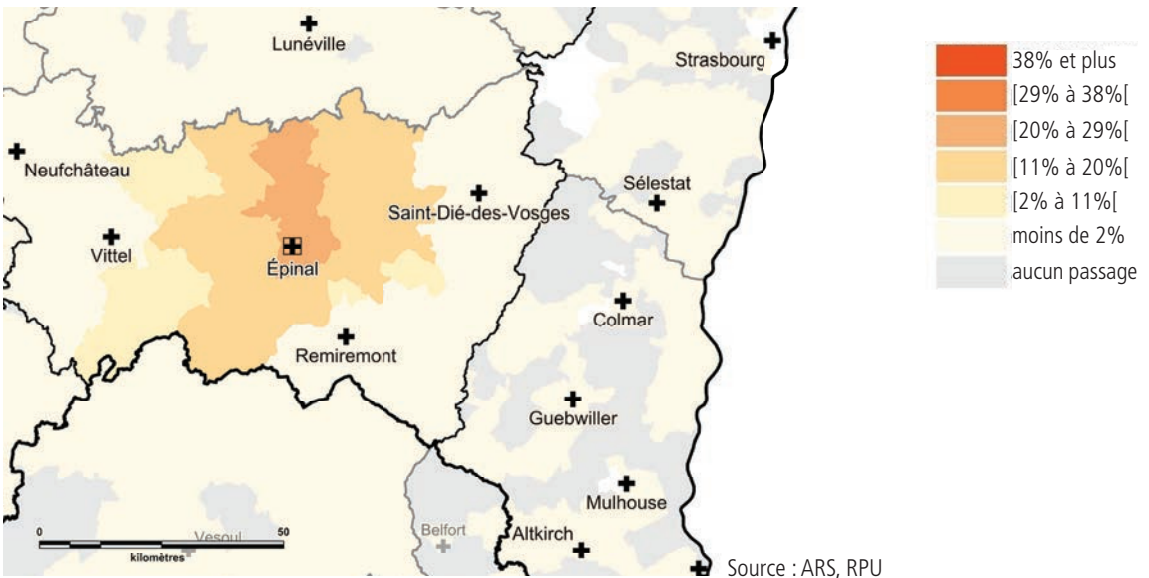 Lunéville
Strasbourg
Neufchâteau
Sélestat
Saint-Dié-des-Vosges
Vittel
Épinal
Colmar
Remiremont
Guebwiller
Mulhouse
Altkirch
Belfort
Vesoul
0 50
kilomètres
38% et plus
[29% à 38%[
[20% à 29%[
[11% à 20%[
[2% à 11%[
moins de 2%
aucun passage
Source : ARS, RPU